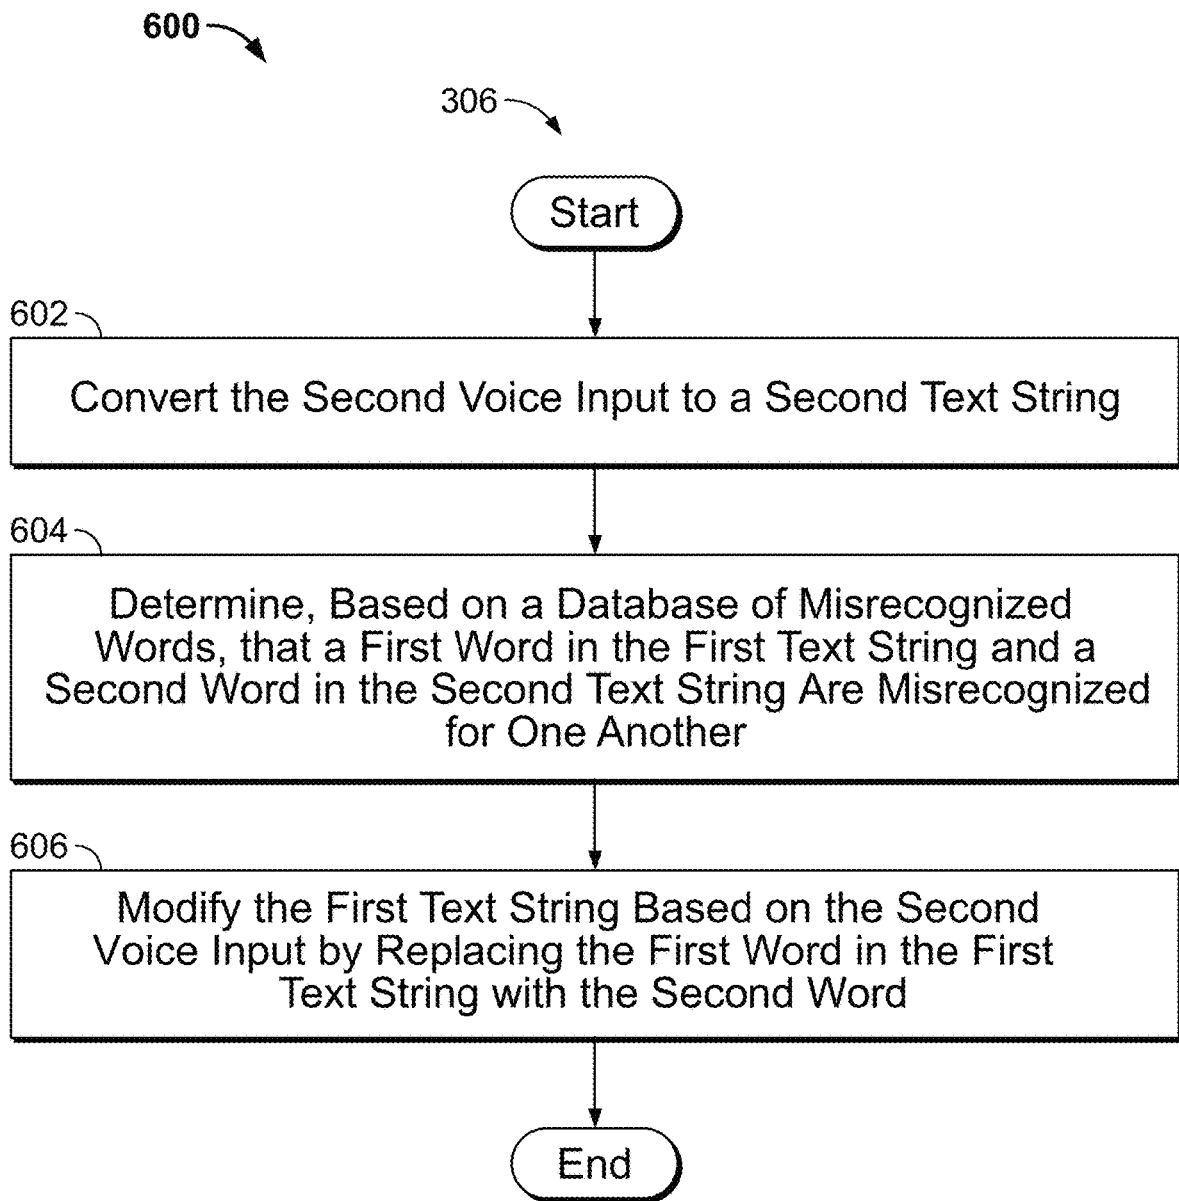 600
306
Start
602
Convert the Second Voice Input to a Second Text String
604
Determine, Based on a Database of Misrecognized
Words, that a First Word in the First Text String and a
Second Word in the Second Text String Are Misrecognized
for One Another
606
Modify the First Text String Based on the Second
Voice Input by Replacing the First Word in the First
Text String with the Second Word
End